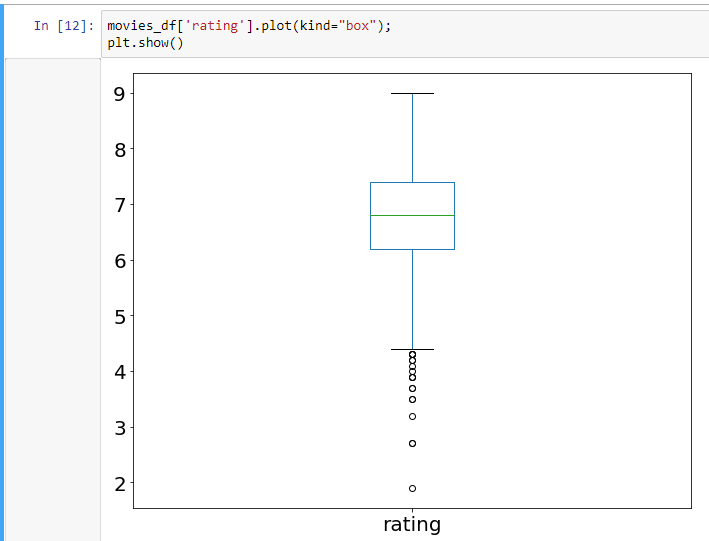 In [12]: movies_df['rating'].plot(kind="box");
plt.show()
9
8
7
6
5
4
3
2
rating